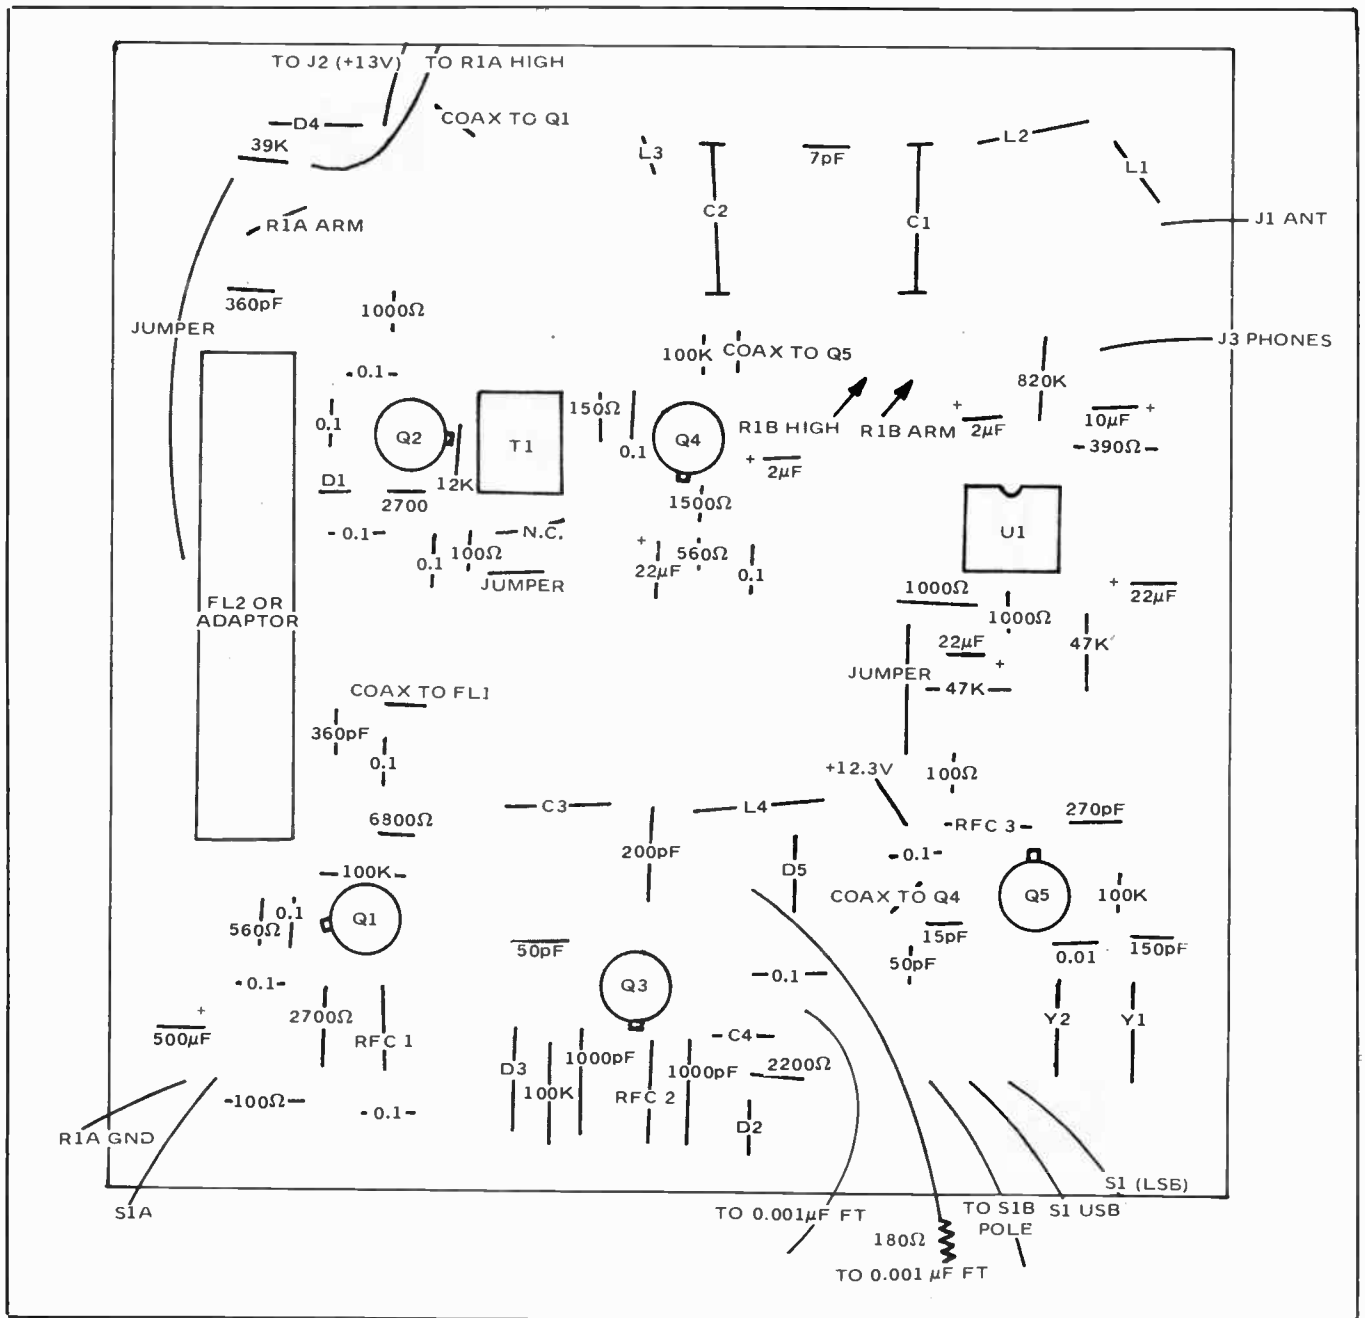 TO J2 (+13V) TO R1A HIGH
COAX TO Q1
D4
39K
L3
7pF
L2
L1
R1A ARM
C2
C1
J1 ANT
360pF
1000Ω
JUMPER
100K COAX TO Q5
J3 PHONES
0.1
820K
150Ω
0.1
Q2
T1
0.1
Q4
R1B HIGH
R1B ARM
+
2µF
10µF +
390Ω
+
2µF
D1
2700
12K
1500Ω
U1
0.1
N.C.
0.1
100Ω
JUMPER
+
22µF
560Ω
0.1
1000Ω
+
22µF
FL2 OR
ADAPTOR
1000Ω
22µF
+
47K
JUMPER
47K
COAX TO FL1
360pF
0.1
+12.3V
100Ω
C3
L4
6800Ω
200pF
RFC 3
270pF
0.1
100K
D5
COAX TO Q4
Q5
100K
560Ω
0.1
Q1
15pF
50pF
50pF
0.01
150pF
0.1
Q3
0.1
+
500µF
2700Ω
RFC 1
Y2
Y1
C4
D3
1000pF
1000pF
2200Ω
100K
RFC 2
100Ω
0.1
D2
R1A GND
S1A
S1 (LSB)
TO 0.001µF FT
TO S1B
POLE
S1 USB
180Ω
TO 0.001 µF FT